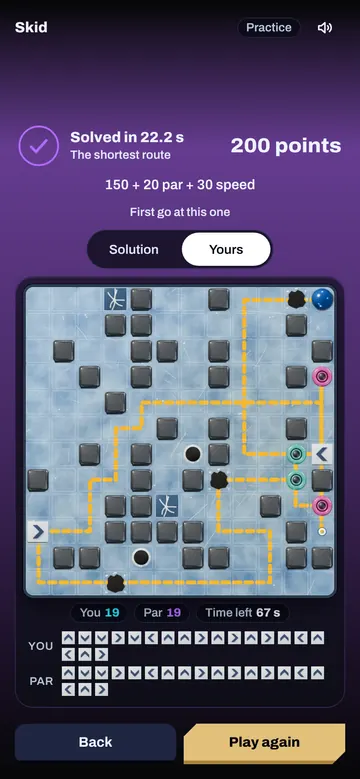 Skid
Practice
Solved in 22.2 s
The shortest route
200 points
150 + 20 par + 30 speed
First go at this one
Solution
Yours
You 19
Par 19
Time left 67 s
YOU
PAR
Back
Play again